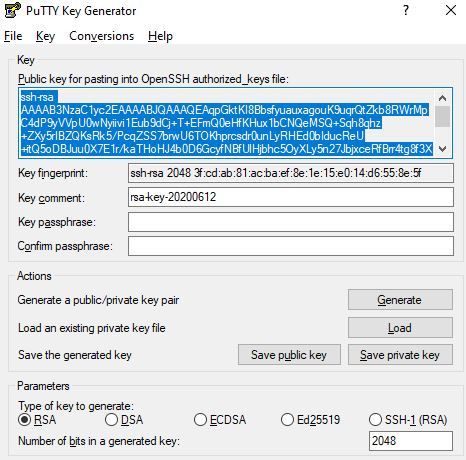 PuTTY Key Generator
File Key Conversions Help
Key
Public key for pasting into OpenSSH authorized_keys file:
ssh-rsa
AAAAB3NzaC1yc2EAAAABJQAAAQEAqpGktKI8BbsfyuauxagouK9uqrQtZkb8RWrMp
C4dP9yVVpU0wNyiivi1Eub9dCj+T+EFmQ0eHfKHux1bCNQeMSQ+Sqh8qhz
+ZXy5rIBZQKsRk5/PcqZSS7brwU6TOKhprcsdr0unLyRHEd0bIducReU
+itQ5oDBJuu0X7E1r/kaTHoHJ4b0D6GcyfNBfUIHjbhc5OyXLy5n27JbjxceRfBrr4tg8f3X
Key fingerprint: ssh-rsa 2048 3f:cd:ab:81:ac:ba:ef:8e:1e:15:e0:14:d6:55:8e:5f
Key comment: rsa-key-20200612
Key passphrase:
Confirm passphrase:
Actions
Generate a public/private key pair Generate
Load an existing private key file Load
Save the generated key Save public key Save private key
Parameters
Type of key to generate:
RSA DSA ECDSA Ed25519 SSH-1 (RSA)
Number of bits in a generated key: 2048